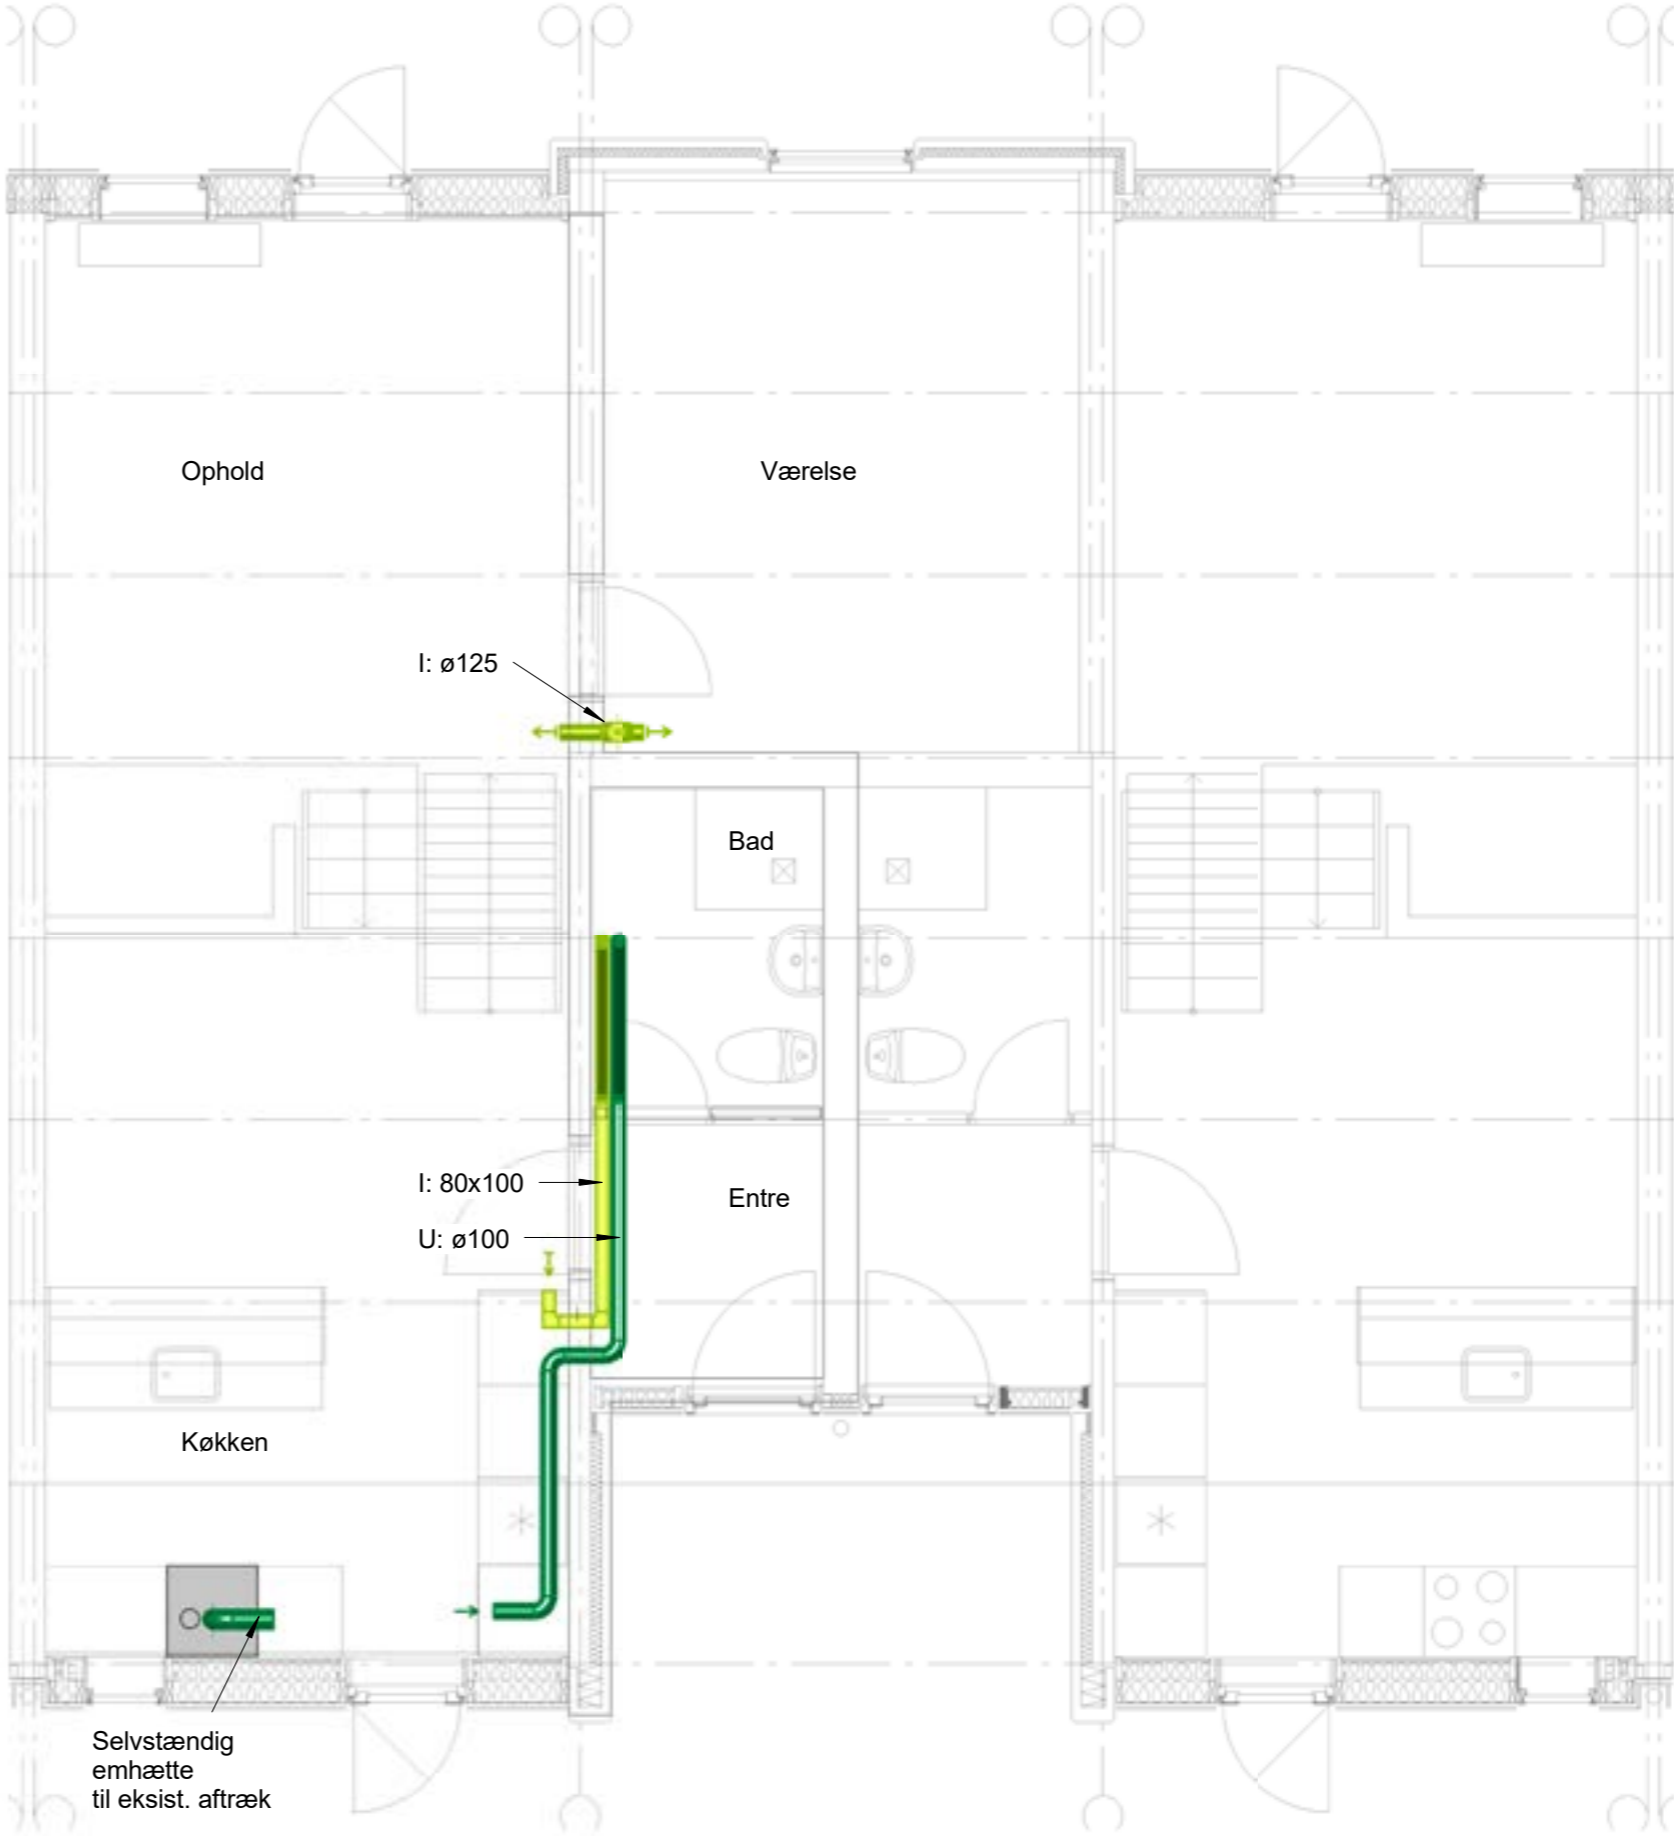 Ophold
Værelse
I: ø125
Bad
I: 80x100
Entre
U: ø100
Køkken
Selvstændig
emhætte
til eksist. aftræk